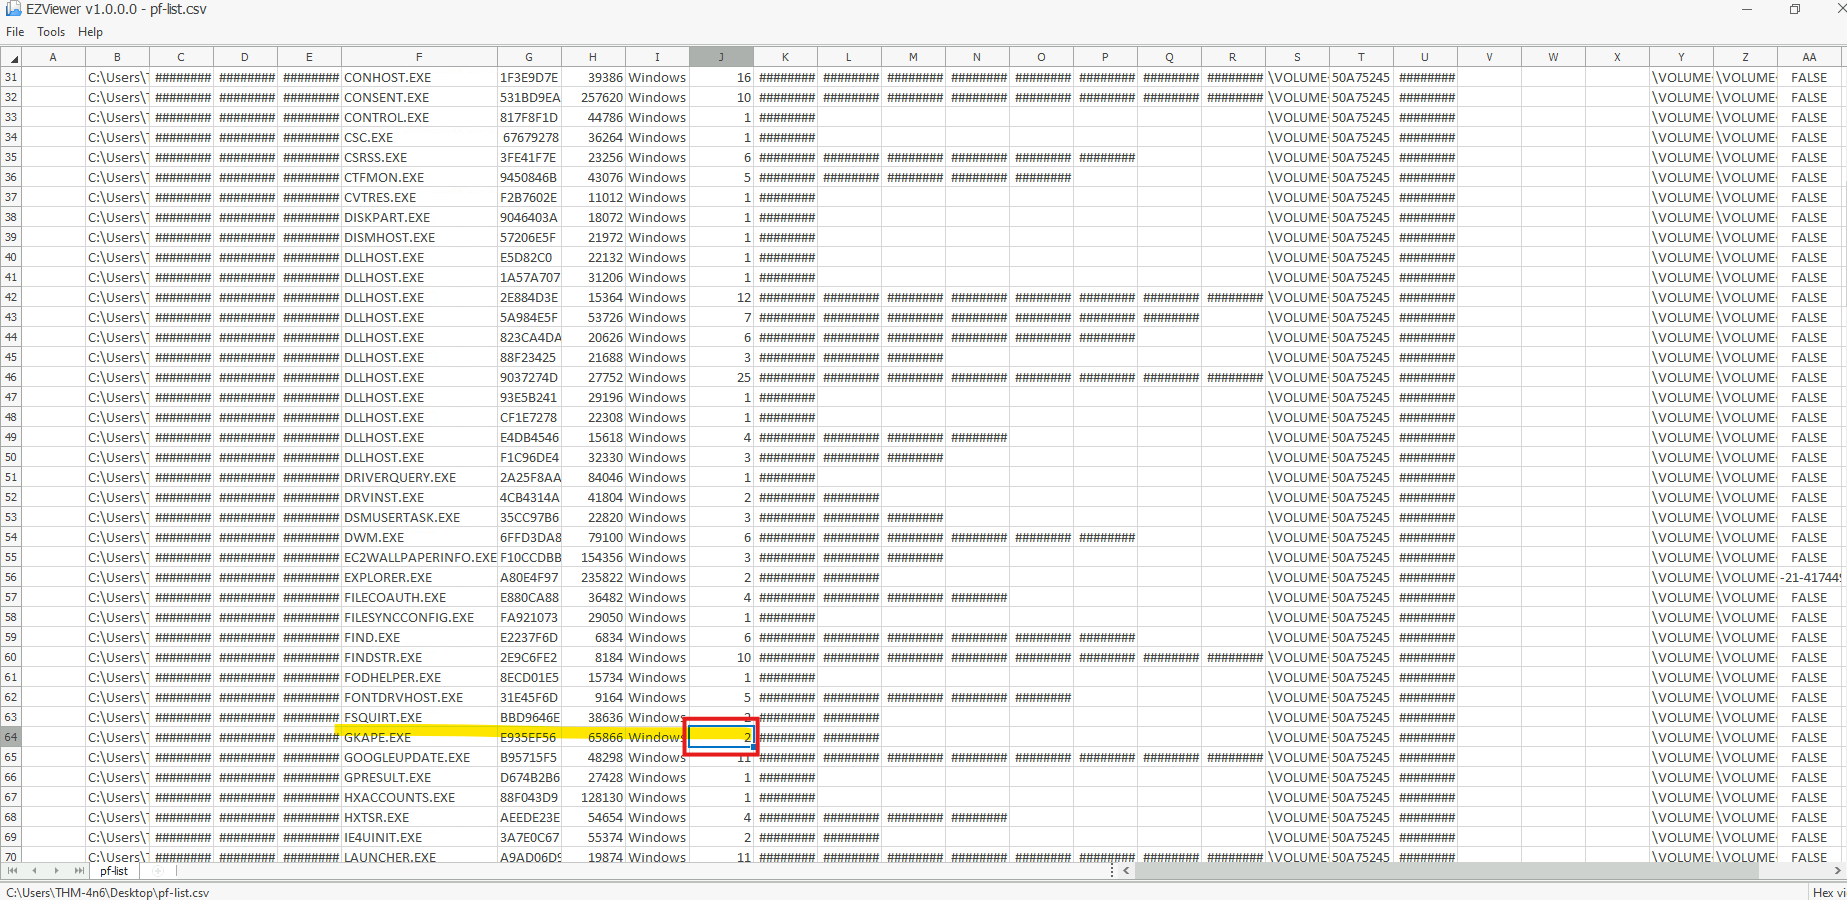 EZViewer v1.0.0.0 - pf-list.csv
File Tools Help
A B C D E F G H I J K L M N O P Q R S T U V W X Y Z AA
31 C:\Users\T ######## ######## ######## CONHOST.EXE 1F3E9D7E 39386 Windows 16 ######## ######## ######## ######## ######## ######## ######## ######## \VOLUME 50A75245 ######## \VOLUME \VOLUME FALSE
32 C:\Users\T ######## ######## ######## CONSENT.EXE 531BD9EA 257620 Windows 10 ######## ######## ######## ######## ######## ######## ######## ######## \VOLUME 50A75245 ######## \VOLUME \VOLUME FALSE
33 C:\Users\T ######## ######## ######## CONTROL.EXE 817F8F1D 44786 Windows 1 ######## \VOLUME 50A75245 ######## \VOLUME \VOLUME FALSE
34 C:\Users\T ######## ######## ######## CSC.EXE 67679278 36264 Windows 1 ######## \VOLUME 50A75245 ######## \VOLUME \VOLUME FALSE
35 C:\Users\T ######## ######## ######## CSRSS.EXE 3FE41F7E 23256 Windows 6 ######## ######## ######## ######## ######## ######## \VOLUME 50A75245 ######## \VOLUME \VOLUME FALSE
36 C:\Users\T ######## ######## ######## CTFMON.EXE 9450846B 43076 Windows 5 ######## ######## ######## ######## ######## \VOLUME 50A75245 ######## \VOLUME \VOLUME FALSE
37 C:\Users\T ######## ######## ######## CVTRES.EXE F2B7602E 11012 Windows 1 ######## \VOLUME 50A75245 ######## \VOLUME \VOLUME FALSE
38 C:\Users\T ######## ######## ######## DISKPART.EXE 9046403A 18072 Windows 1 ######## \VOLUME 50A75245 ######## \VOLUME \VOLUME FALSE
39 C:\Users\T ######## ######## ######## DISMHOST.EXE 57206E5F 21972 Windows 1 ######## \VOLUME 50A75245 ######## \VOLUME \VOLUME FALSE
40 C:\Users\T ######## ######## ######## DLLHOST.EXE E5D82C0 22132 Windows 1 ######## \VOLUME 50A75245 ######## \VOLUME \VOLUME FALSE
41 C:\Users\T ######## ######## ######## DLLHOST.EXE 1A57A707 31206 Windows 1 ######## \VOLUME 50A75245 ######## \VOLUME \VOLUME FALSE
42 C:\Users\T ######## ######## ######## DLLHOST.EXE 2E884D3E 15364 Windows 12 ######## ######## ######## ######## ######## ######## ######## ######## \VOLUME 50A75245 ######## \VOLUME \VOLUME FALSE
43 C:\Users\T ######## ######## ######## DLLHOST.EXE 5A984E5F 53726 Windows 7 ######## ######## ######## ######## ######## ######## ######## \VOLUME 50A75245 ######## \VOLUME \VOLUME FALSE
44 C:\Users\T ######## ######## ######## DLLHOST.EXE 823CA4DA 20626 Windows 6 ######## ######## ######## ######## ######## ######## \VOLUME 50A75245 ######## \VOLUME \VOLUME FALSE
45 C:\Users\T ######## ######## ######## DLLHOST.EXE 88F23425 21688 Windows 3 ######## ######## ######## \VOLUME 50A75245 ######## \VOLUME \VOLUME FALSE
46 C:\Users\T ######## ######## ######## DLLHOST.EXE 9037274D 27752 Windows 25 ######## ######## ######## ######## ######## ######## ######## ######## \VOLUME 50A75245 ######## \VOLUME \VOLUME FALSE
47 C:\Users\T ######## ######## ######## DLLHOST.EXE 93E5B241 29196 Windows 1 ######## \VOLUME 50A75245 ######## \VOLUME \VOLUME FALSE
48 C:\Users\T ######## ######## ######## DLLHOST.EXE CF1E7278 22308 Windows 1 ######## \VOLUME 50A75245 ######## \VOLUME \VOLUME FALSE
49 C:\Users\T ######## ######## ######## DLLHOST.EXE E4DB4546 15618 Windows 4 ######## ######## ######## ######## \VOLUME 50A75245 ######## \VOLUME \VOLUME FALSE
50 C:\Users\T ######## ######## ######## DLLHOST.EXE F1C96DE4 32330 Windows 3 ######## ######## ######## \VOLUME 50A75245 ######## \VOLUME \VOLUME FALSE
51 C:\Users\T ######## ######## ######## DRIVERQUERY.EXE 2A25F8AA 84046 Windows 1 ######## \VOLUME 50A75245 ######## \VOLUME \VOLUME FALSE
52 C:\Users\T ######## ######## ######## DRVINST.EXE 4CB4314A 41804 Windows 2 ######## ######## \VOLUME 50A75245 ######## \VOLUME \VOLUME FALSE
53 C:\Users\T ######## ######## ######## DSMUSERTASK.EXE 35CC97B6 22820 Windows 3 ######## ######## ######## \VOLUME 50A75245 ######## \VOLUME \VOLUME FALSE
54 C:\Users\T ######## ######## ######## DWM.EXE 6FFD3DA8 79100 Windows 6 ######## ######## ######## ######## ######## ######## \VOLUME 50A75245 ######## \VOLUME \VOLUME FALSE
55 C:\Users\T ######## ######## ######## EC2WALLPAPERINFO.EXE F10CCDBB 154356 Windows 3 ######## ######## ######## \VOLUME 50A75245 ######## \VOLUME \VOLUME FALSE
56 C:\Users\T ######## ######## ######## EXPLORER.EXE A80E4F97 235822 Windows 2 ######## ######## \VOLUME 50A75245 ######## \VOLUME \VOLUME -21-417449
57 C:\Users\T ######## ######## ######## FILECOAUTH.EXE E880CA88 36482 Windows 4 ######## ######## ######## ######## \VOLUME 50A75245 ######## \VOLUME \VOLUME FALSE
58 C:\Users\T ######## ######## ######## FILESYNCCONFIG.EXE FA921073 29050 Windows 1 ######## \VOLUME 50A75245 ######## \VOLUME \VOLUME FALSE
59 C:\Users\T ######## ######## ######## FIND.EXE E2237F6D 6834 Windows 6 ######## ######## ######## ######## ######## ######## \VOLUME 50A75245 ######## \VOLUME \VOLUME FALSE
60 C:\Users\T ######## ######## ######## FINDSTR.EXE 2E9C6FE2 8184 Windows 10 ######## ######## ######## ######## ######## ######## ######## ######## \VOLUME 50A75245 ######## \VOLUME \VOLUME FALSE
61 C:\Users\T ######## ######## ######## FODHELPER.EXE 8ECD01E5 15734 Windows 1 ######## \VOLUME 50A75245 ######## \VOLUME \VOLUME FALSE
62 C:\Users\T ######## ######## ######## FONTDRVHOST.EXE 31E45F6D 9164 Windows 5 ######## ######## ######## ######## ######## \VOLUME 50A75245 ######## \VOLUME \VOLUME FALSE
63 C:\Users\T ######## ######## ######## FSQUIRT.EXE BBD9646E 38636 Windows 2 ######## ######## \VOLUME 50A75245 ######## \VOLUME \VOLUME FALSE
64 C:\Users\T ######## ######## ######## GKAPE.EXE E935EF56 65866 Windows 2 ######## ######## \VOLUME 50A75245 ######## \VOLUME \VOLUME FALSE
65 C:\Users\T ######## ######## ######## GOOGLEUPDATE.EXE B95715F5 48298 Windows 11 ######## ######## ######## ######## ######## ######## ######## ######## \VOLUME 50A75245 ######## \VOLUME \VOLUME FALSE
66 C:\Users\T ######## ######## ######## GPRESULT.EXE D674B2B6 27428 Windows 1 ######## \VOLUME 50A75245 ######## \VOLUME \VOLUME FALSE
67 C:\Users\T ######## ######## ######## HXACCOUNTS.EXE 88F043D9 128130 Windows 1 ######## \VOLUME 50A75245 ######## \VOLUME \VOLUME FALSE
68 C:\Users\T ######## ######## ######## HXTSR.EXE AEEDE23E 54654 Windows 4 ######## ######## ######## ######## \VOLUME 50A75245 ######## \VOLUME \VOLUME FALSE
69 C:\Users\T ######## ######## ######## IE4UINIT.EXE 3A7E0C67 55374 Windows 2 ######## ######## \VOLUME 50A75245 ######## \VOLUME \VOLUME FALSE
70 C:\Users\T ######## ######## ######## LAUNCHER.EXE A9AD06D9 19874 Windows 11 ######## ######## ######## ######## ######## ######## ######## ######## \VOLUME 50A75245 ######## \VOLUME \VOLUME FALSE
pf-list
C:\Users\THM-4n6\Desktop\pf-list.csv Hex vi